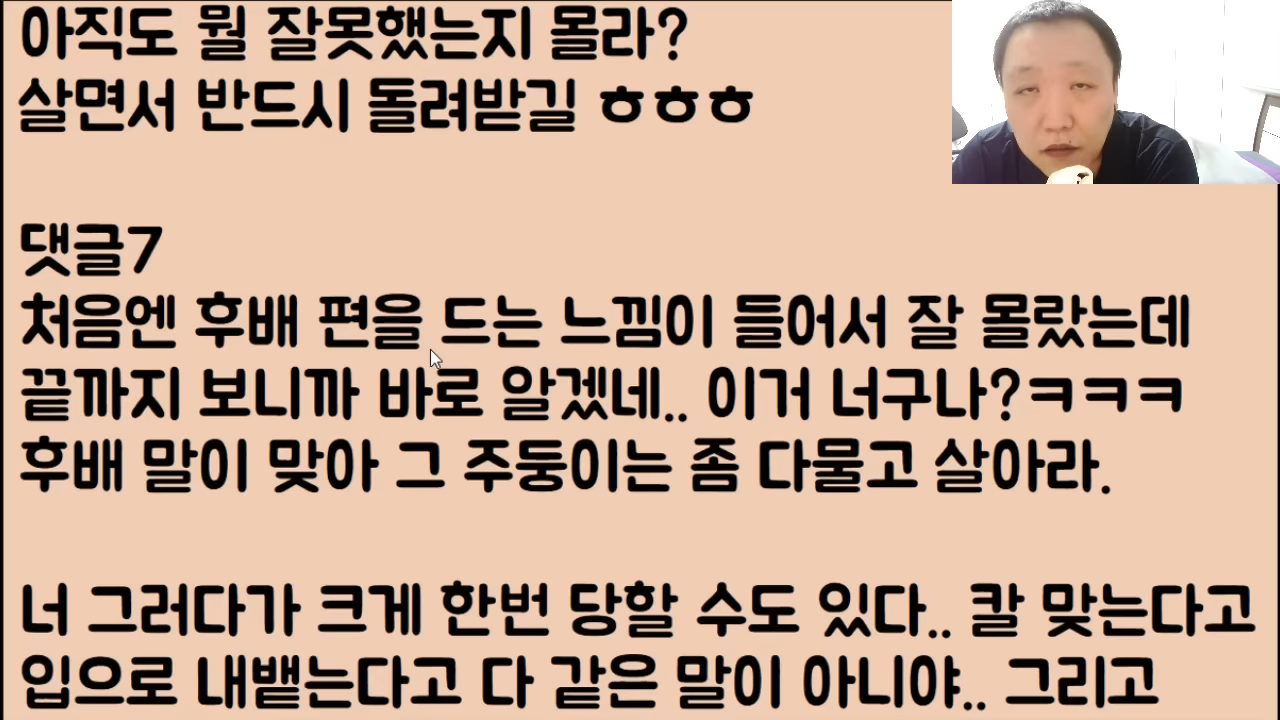 아직도 뭘 잘못했는지 몰라?
살면서 반드시 돌려받길 ㅎㅎㅎ
댓글7
처음엔 후배 편을 드는 느낌이 들어서 잘 몰랐는데
끝까지 보니까 바로 알겠네.. 이거 너구나?ㅋㅋㅋ
후배 말이 맞아 그 주둥이는 좀 다물고 살아라.
너 그러다가 크게 한번 당할 수도 있다.. 칼 맞는다고
입으로 내뱉는다고 다 같은 말이 아니야.. 그리고